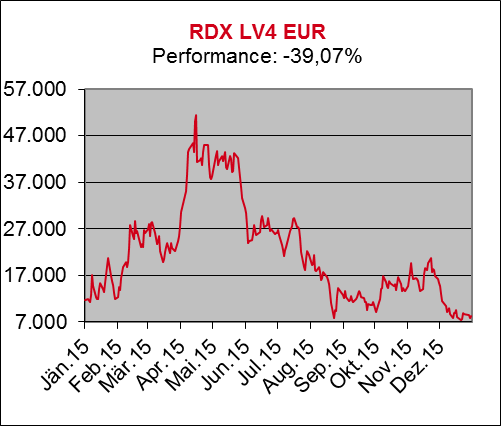 RDX LV4 EUR
Performance: -39,07%
57.000
47.000
37.000
27.000
17.000
7.000
Jän.15
Feb.15
Mär.15
Apr.15
Mai.15
Jun.15
Jul.15
Aug.15
Sep.15
Okt.15
Nov.15
Dez.15